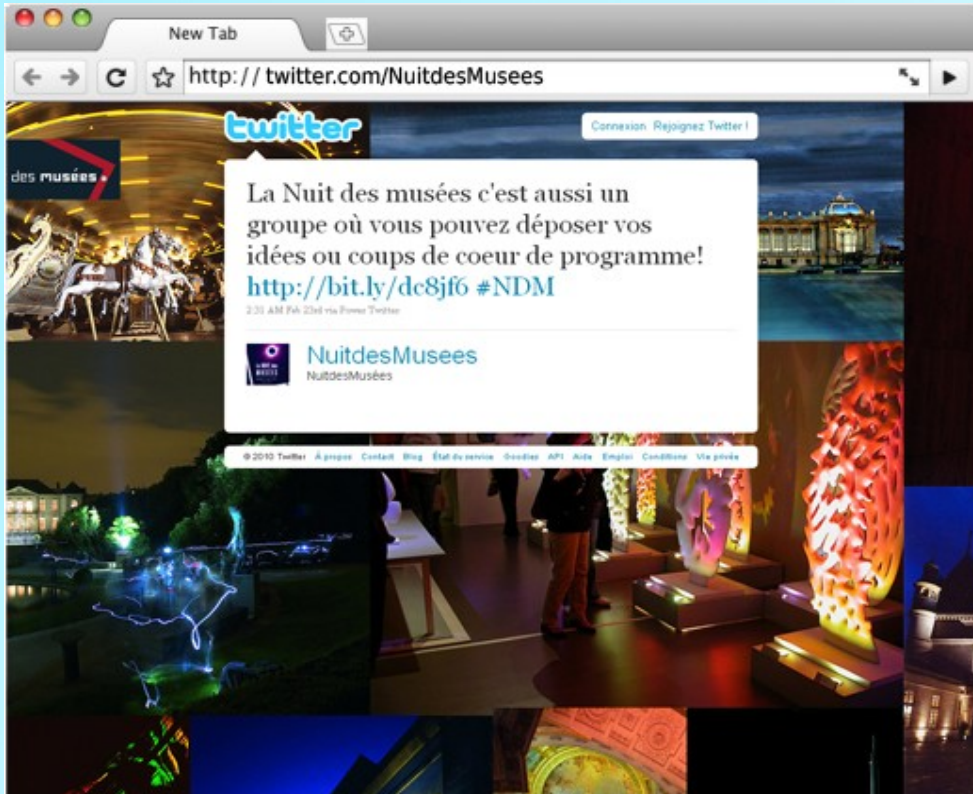 New Tab
http://twitter.com/NuitdesMusees
twitter
Connexion Rejoignez Twitter !
des musées
La Nuit des musées c'est aussi un
groupe où vous pouvez déposer vos
idées ou coups de coeur de programme!
http://bit.ly/dc8jf6 #NDM
2:31 AM Feb 23rd via Power Twitter
NuitdesMusees
NuitdesMusées
© 2010 Twitter À propos Contact Blog État du service Goodies API Aide Emploi Conditions Vie privée